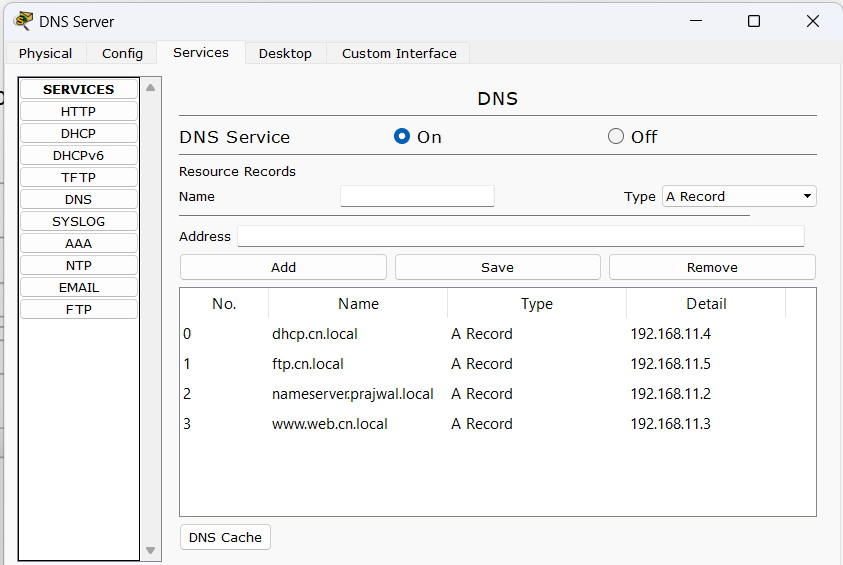 DNS Server
Physical Config Services Desktop Custom Interface
SERVICES
HTTP
DHCP
DHCPv6
TFTP
DNS
SYSLOG
AAA
NTP
EMAIL
FTP
DNS
DNS Service On Off
Resource Records
Name Type A Record
Address
Add Save Remove
No. Name Type Detail
0 dhcp.cn.local A Record 192.168.11.4
1 ftp.cn.local A Record 192.168.11.5
2 nameserver.prajwal.local A Record 192.168.11.2
3 www.web.cn.local A Record 192.168.11.3
DNS Cache